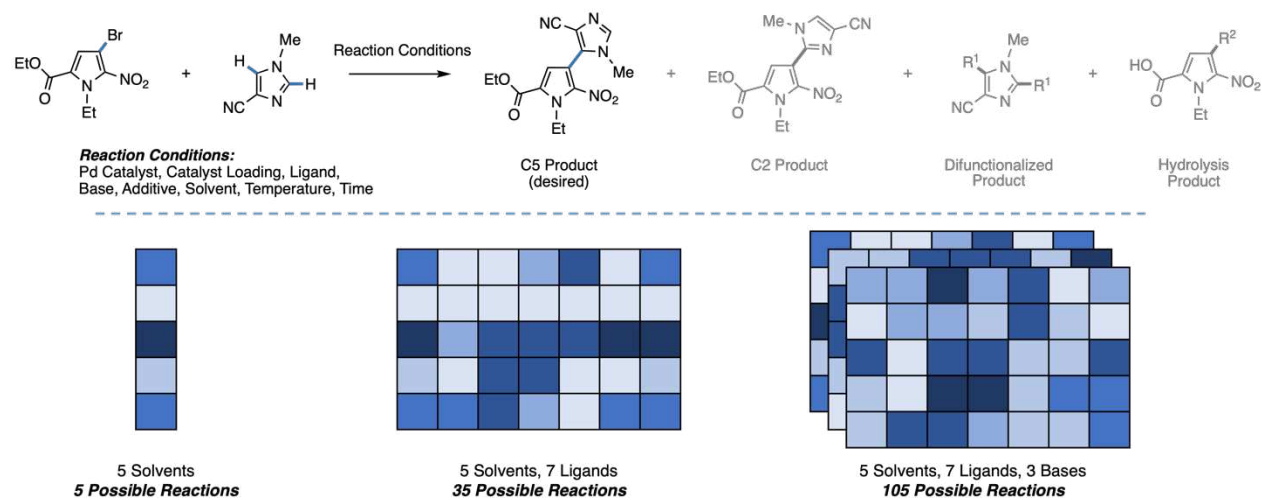 Br
EtO
O
N
NO2
Et
+
H
Me
N
H
NC
N
Reaction Conditions
NC
N
N
Me
EtO
O
N
NO2
Et
C5 Product
(desired)
+
Me
N
CN
N
EtO
O
N
NO2
Et
C2 Product
+
Me
R1
N
R1
NC
N
Difunctionalized
Product
+
R2
HO
O
N
NO2
Et
Hydrolysis
Product
Reaction Conditions:
Pd Catalyst, Catalyst Loading, Ligand,
Base, Additive, Solvent, Temperature, Time
5 Solvents
5 Possible Reactions
5 Solvents, 7 Ligands
35 Possible Reactions
5 Solvents, 7 Ligands, 3 Bases
105 Possible Reactions